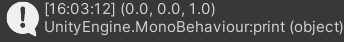 [16:03:12] (0.0, 0.0, 1.0)
UnityEngine.MonoBehaviour:print (object)